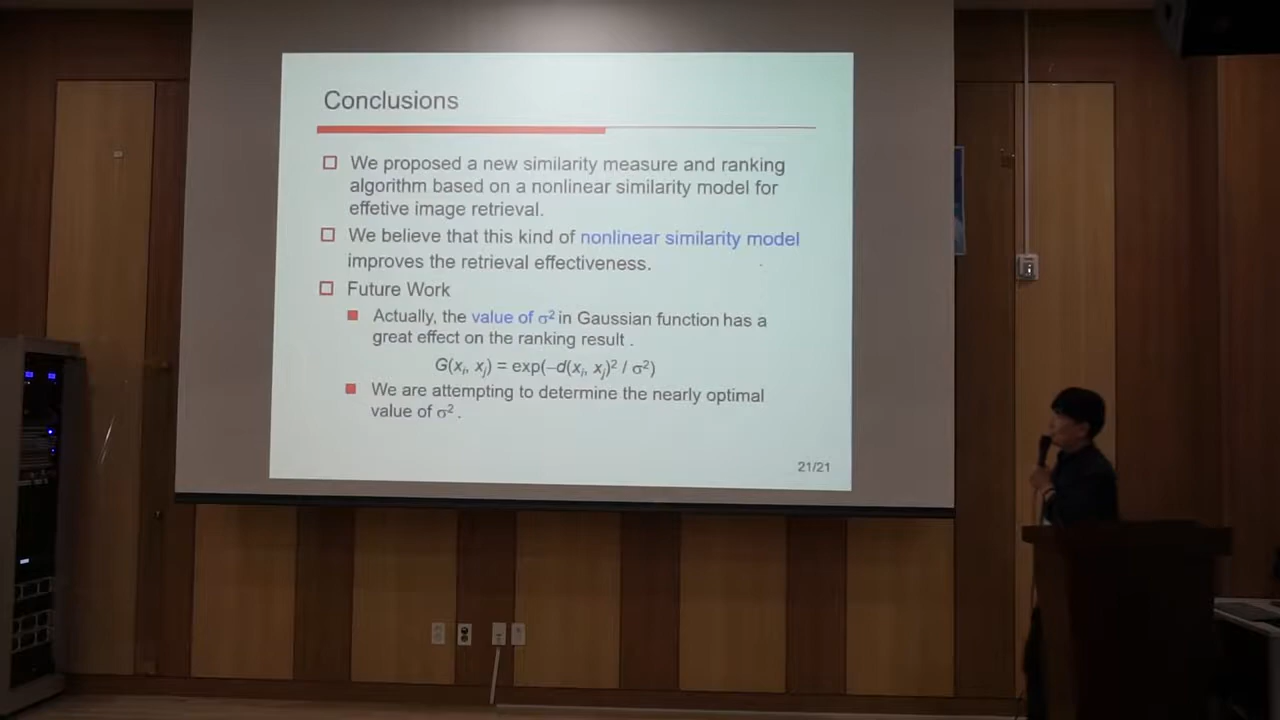 Conclusions
We proposed a new similarity measure and ranking
algorithm based on a nonlinear similarity model for
effetive image retrieval.
We believe that this kind of nonlinear similarity model
improves the retrieval effectiveness.
Future Work
Actually, the value of σ² in Gaussian function has a
great effect on the ranking result .
G(xᵢ, xⱼ) = exp(–d(xᵢ, xⱼ)² / σ²)
We are attempting to determine the nearly optimal
value of σ² .
21/21